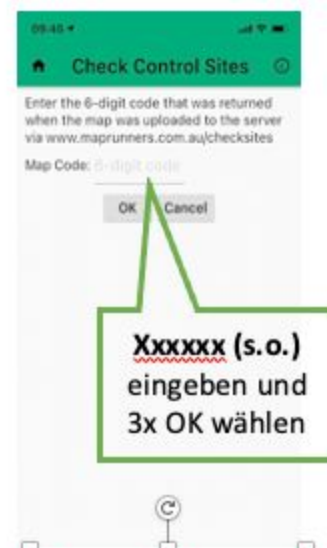 09:45
Check Control Sites
Enter the 6-digit code that was returned
when the map was uploaded to the server
via www.maprunners.com.au/checksites
Map Code: 6-digit code
OK Cancel
Xxxxxx (s.o.)
eingeben und
3x OK wählen